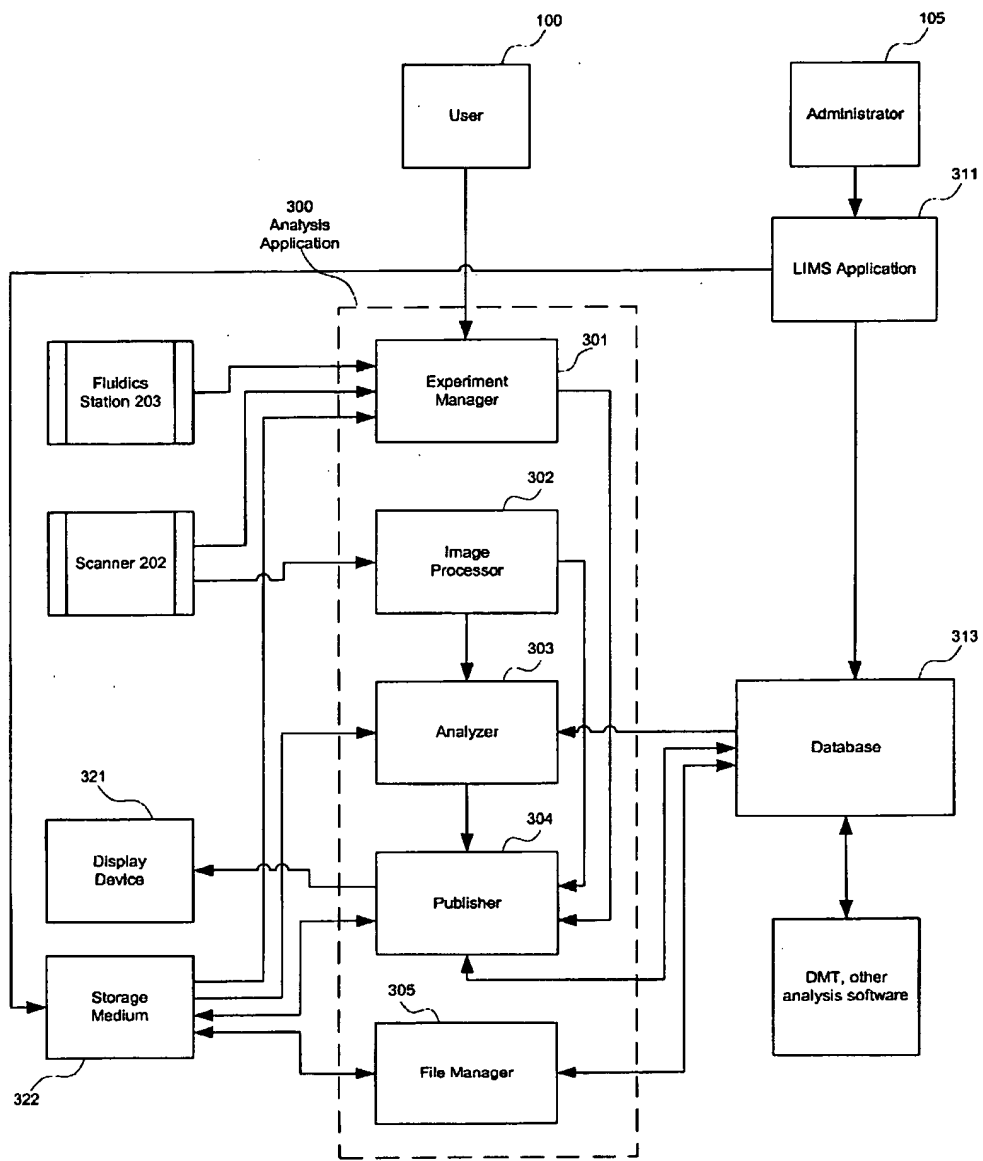 100
User
105
Administrator
311
LIMS Application
300
Analysis
Application
Fluidics
Station 203
301
Experiment
Manager
302
Scanner 202
Image
Processor
303
Analyzer
313
Database
321
Display
Device
304
Publisher
Storage
Medium
322
305
File Manager
DMT, other
analysis software